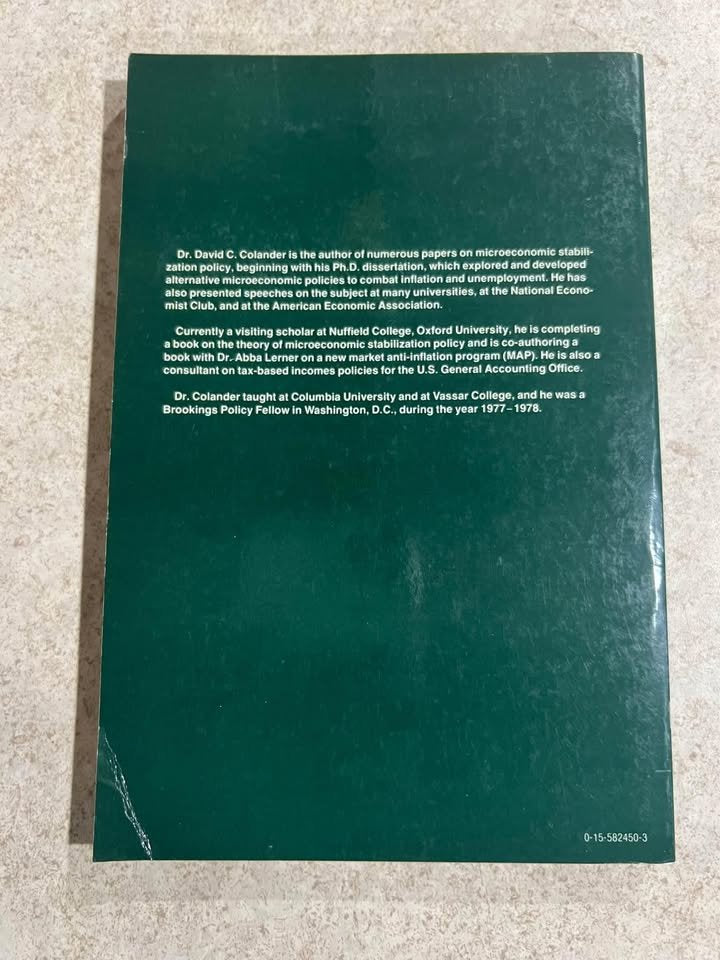 Dr. David C. Colander is the author of numerous papers on microeconomic stabili-
zation policy, beginning with his Ph.D. dissertation, which explored and developed
alternative microeconomic policies to combat inflation and unemployment. He has
also presented speeches on the subject at many universities, at the National Econo-
mist Club, and at the American Economic Association.
Currently a visiting scholar at Nuffield College, Oxford University, he is completing
a book on the theory of microeconomic stabilization policy and is co-authoring a
book with Dr. Abba Lerner on a new market anti-inflation program (MAP). He is also a
consultant on tax-based incomes policies for the U.S. General Accounting Office.
Dr. Colander taught at Columbia University and at Vassar College, and he was a
Brookings Policy Fellow in Washington, D.C., during the year 1977–1978.
0-15-582450-3